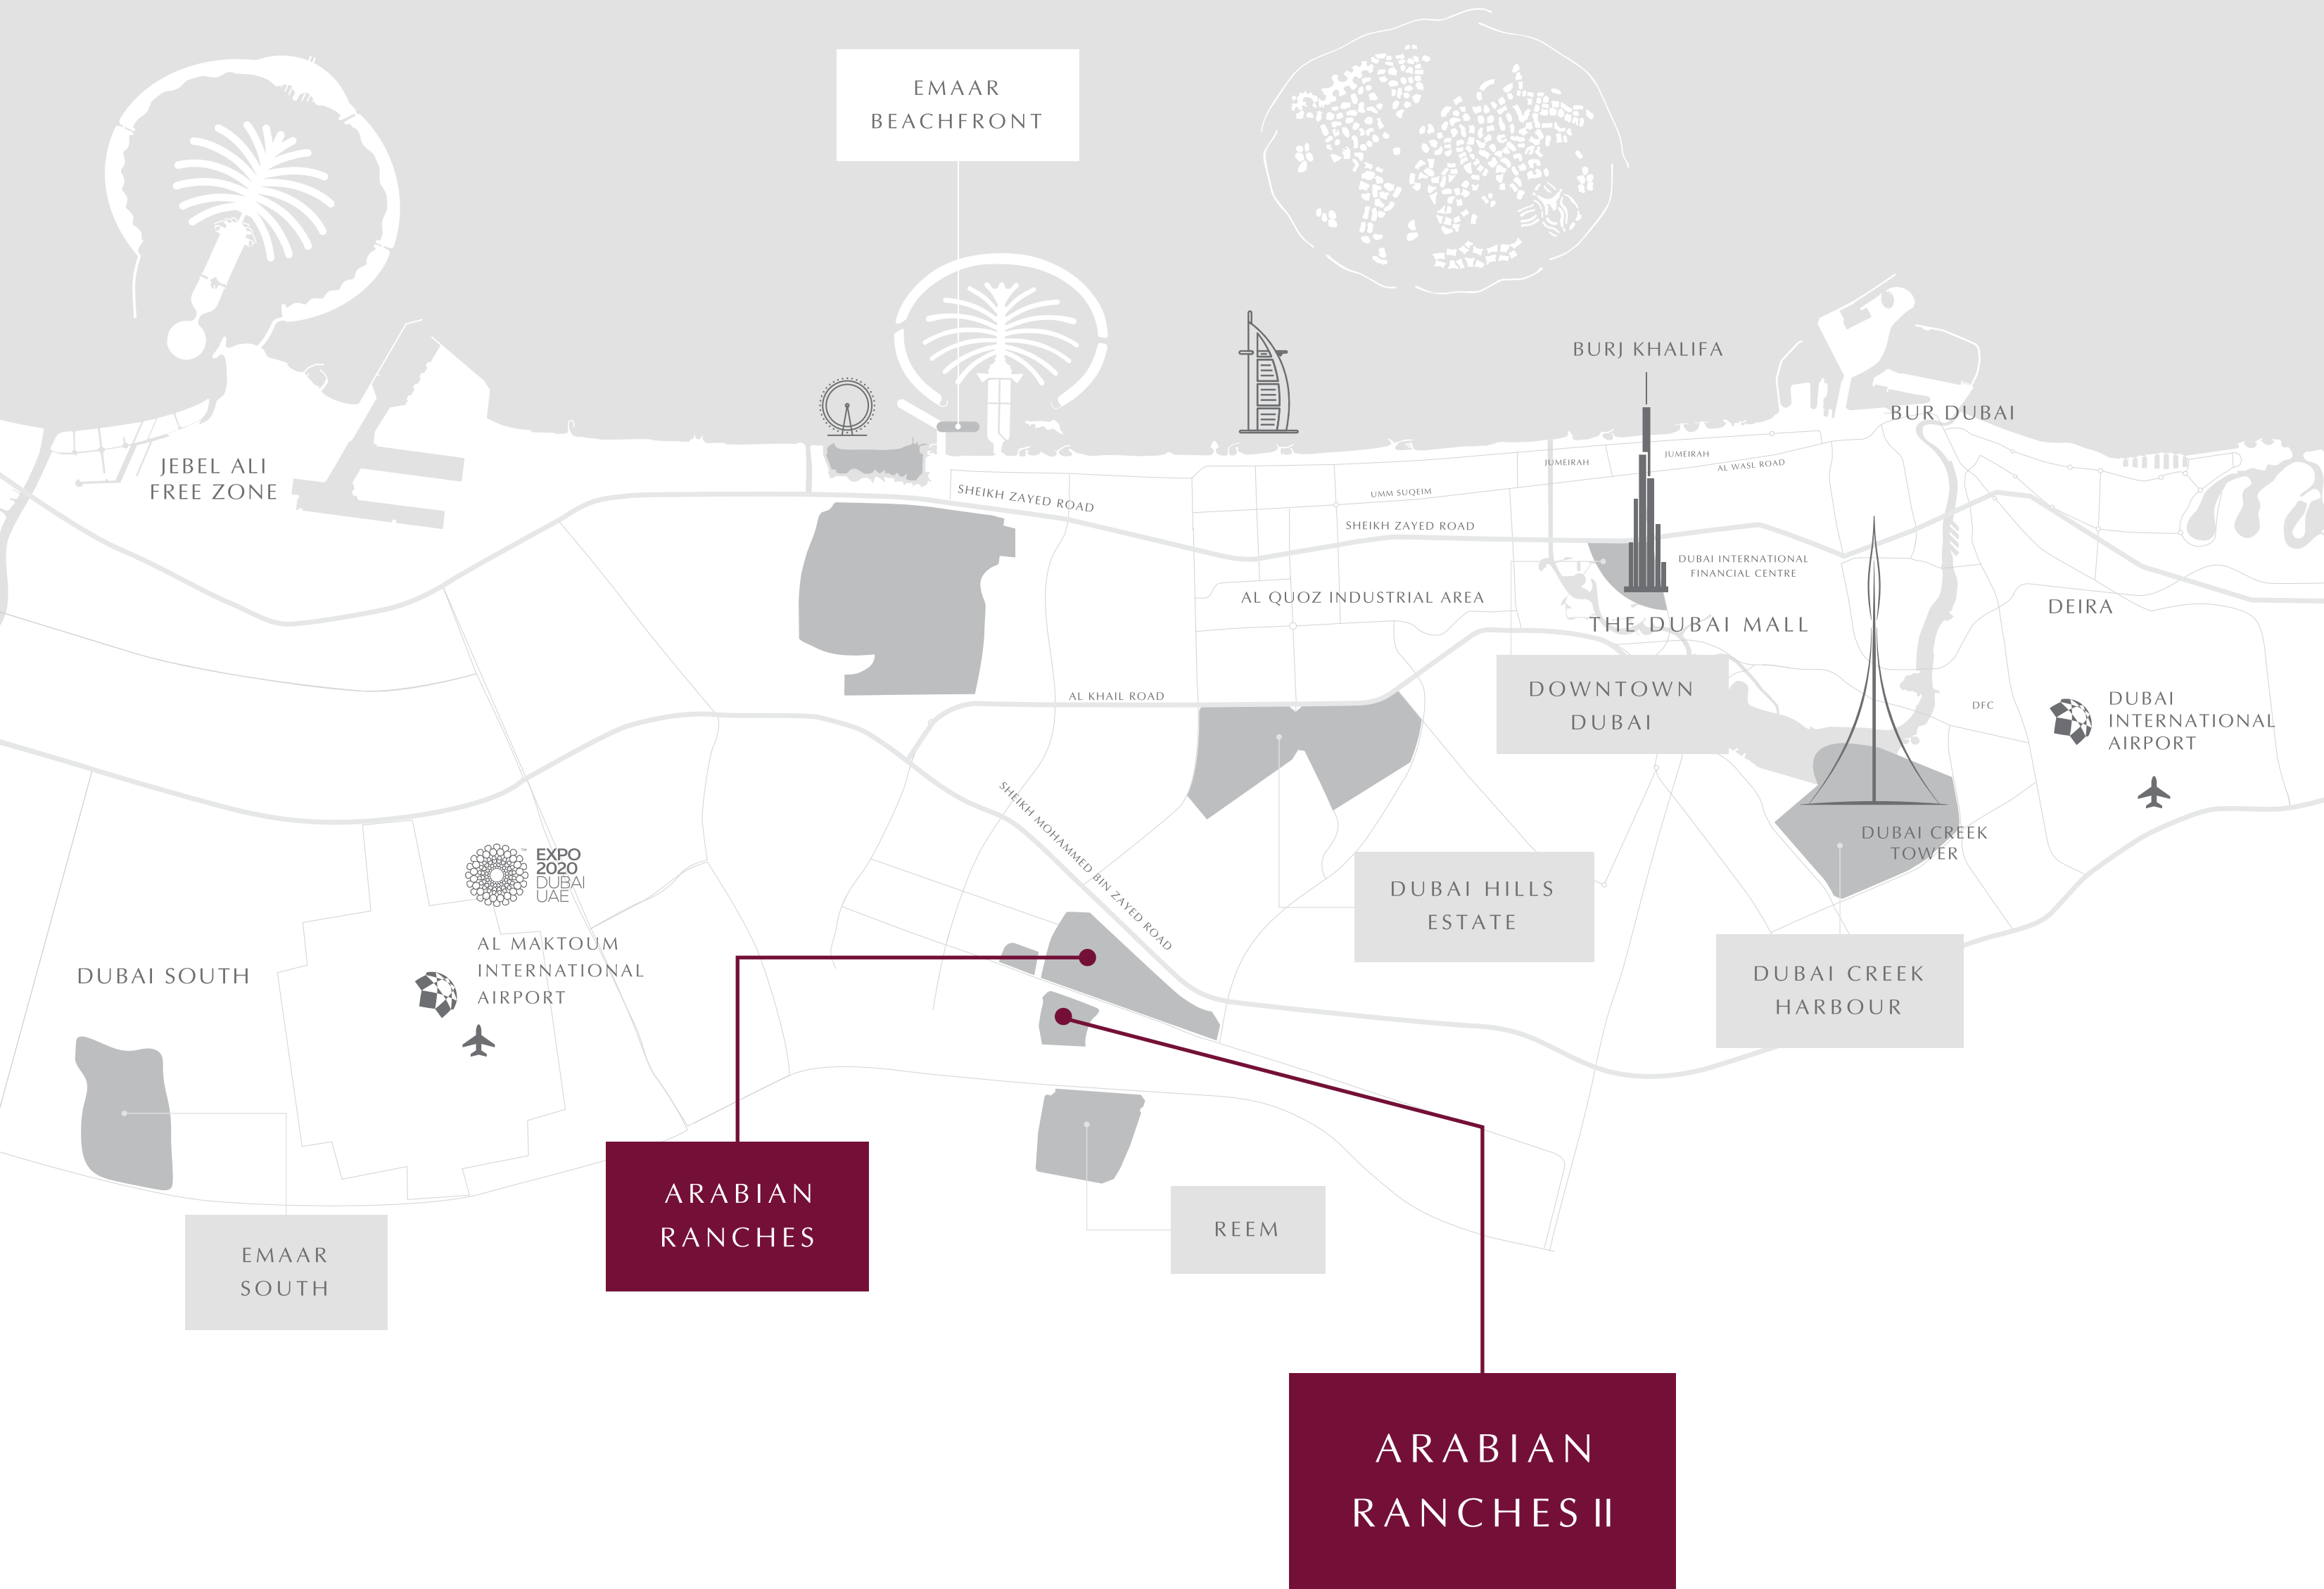 EMAAR
BEACHFRONT
BURJ KHALIFA
BUR DUBAI
JEBEL ALI
FREE ZONE
SHEIKH ZAYED ROAD
JUMEIRAH
JUMEIRAH
AL WASL ROAD
UMM SUQEIM
SHEIKH ZAYED ROAD
DUBAI INTERNATIONAL
FINANCIAL CENTRE
AL QUOZ INDUSTRIAL AREA
THE DUBAI MALL
DEIRA
DOWNTOWN
DUBAI
AL KHAIL ROAD
DFC
DUBAI
INTERNATIONAL
AIRPORT
SHEIKH MOHAMMED BIN ZAYED ROAD
DUBAI CREEK
TOWER
™
EXPO
2020
DUBAI
UAE
DUBAI HILLS
ESTATE
AL MAKTOUM
INTERNATIONAL
AIRPORT
DUBAI SOUTH
DUBAI CREEK
HARBOUR
ARABIAN
RANCHES
REEM
EMAAR
SOUTH
ARABIAN
RANCHES II